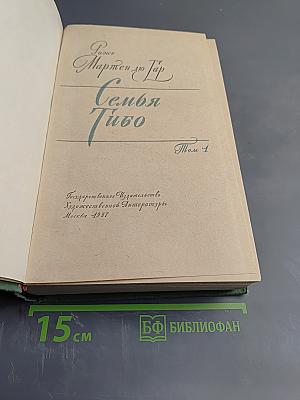 Роже
Мартен дю Гар
Семья
Тибо
Том 1
Государственное Издательство
Художественной Литературы
Москва - 1957
15 см
БФ БИБЛИОФАН